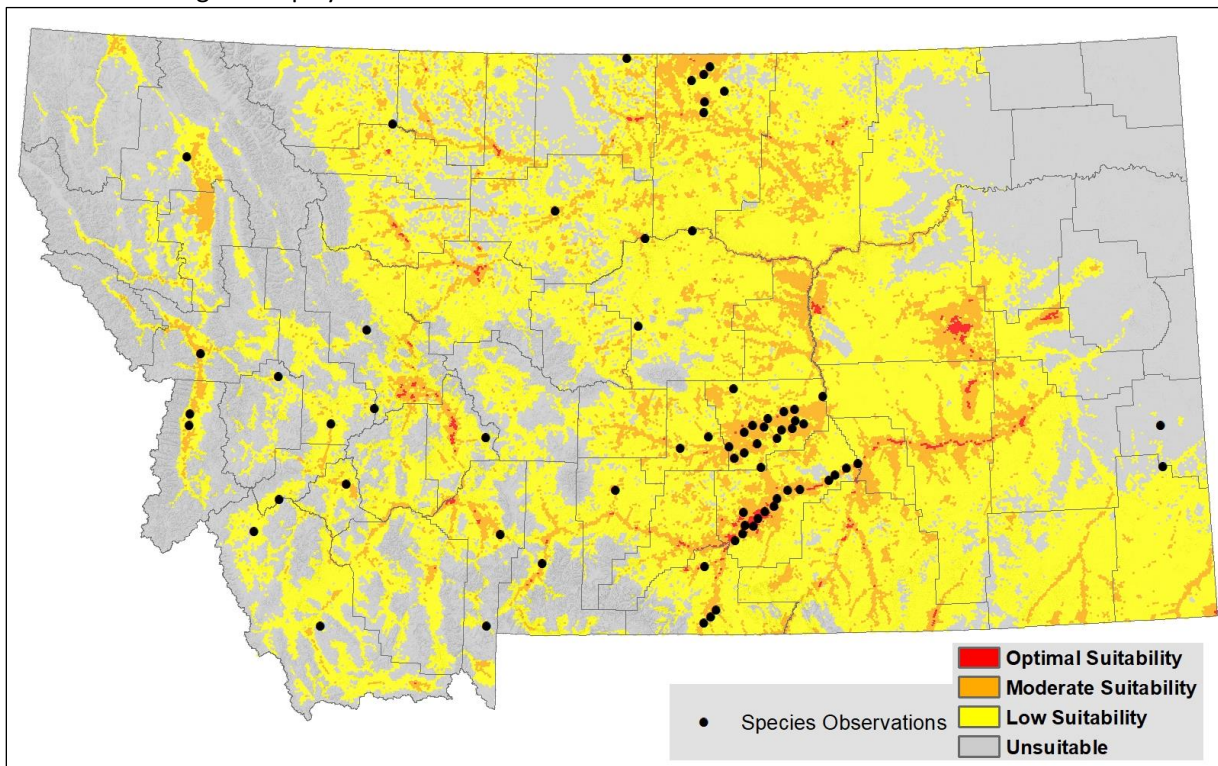 Optimal Suitability
Moderate Suitability
Species Observations
Low Suitability
Unsuitable